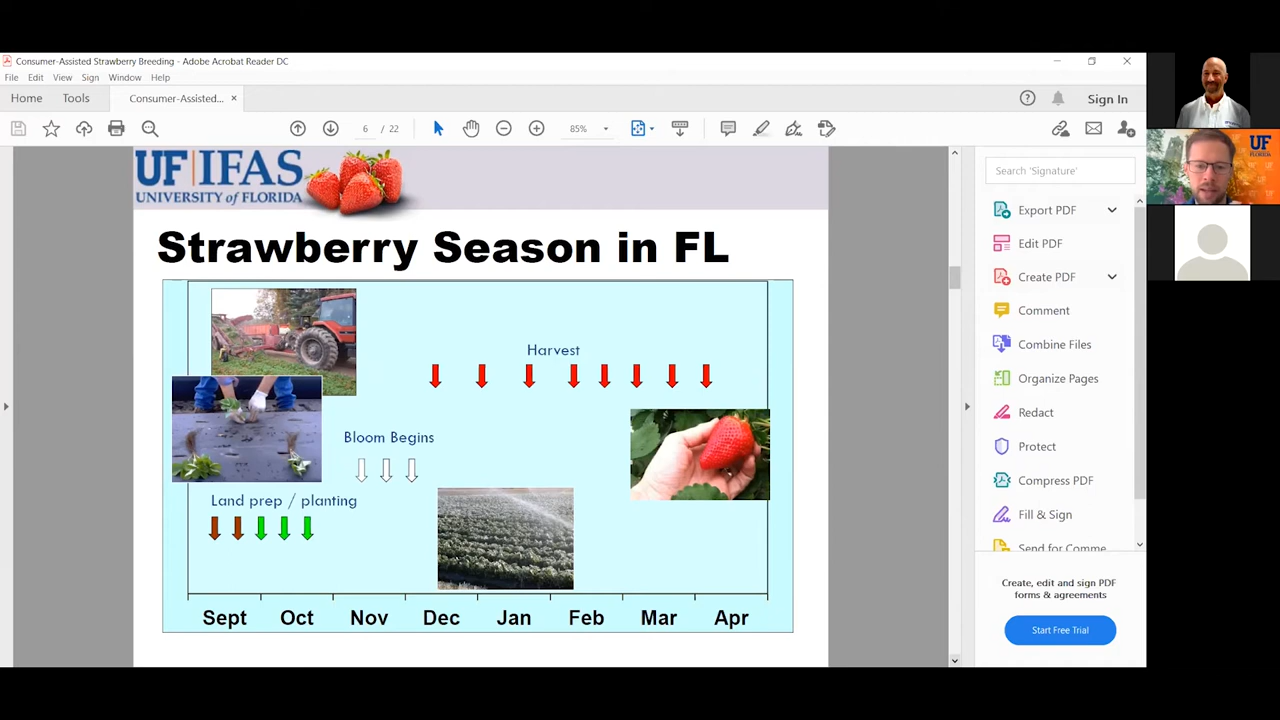 Consumer-Assisted Strawberry Breeding - Adobe Acrobat Reader DC
File Edit View Sign Window Help
Home Tools Consumer-Assisted... × Sign In
6 / 22 85%
UF IFAS
UNIVERSITY of FLORIDA
Strawberry Season in FL
Harvest
Bloom Begins
Land prep / planting
Sept Oct Nov Dec Jan Feb Mar Apr
Search 'Signature'
Export PDF
Edit PDF
Create PDF
Comment
Combine Files
Organize Pages
Redact
Protect
Compress PDF
Fill & Sign
Send for Comme
Create, edit and sign PDF
forms & agreements
Start Free Trial
UF
FLORIDA